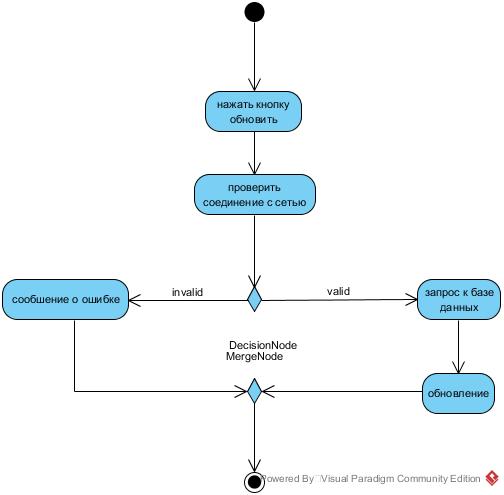 нажать кнопку
обновить
проверить
соединение с сетью
invalid
valid
сообшение о ошибке
запрос к базе
данных
DecisionNode
MergeNode
обновление
Powered By Visual Paradigm Community Edition